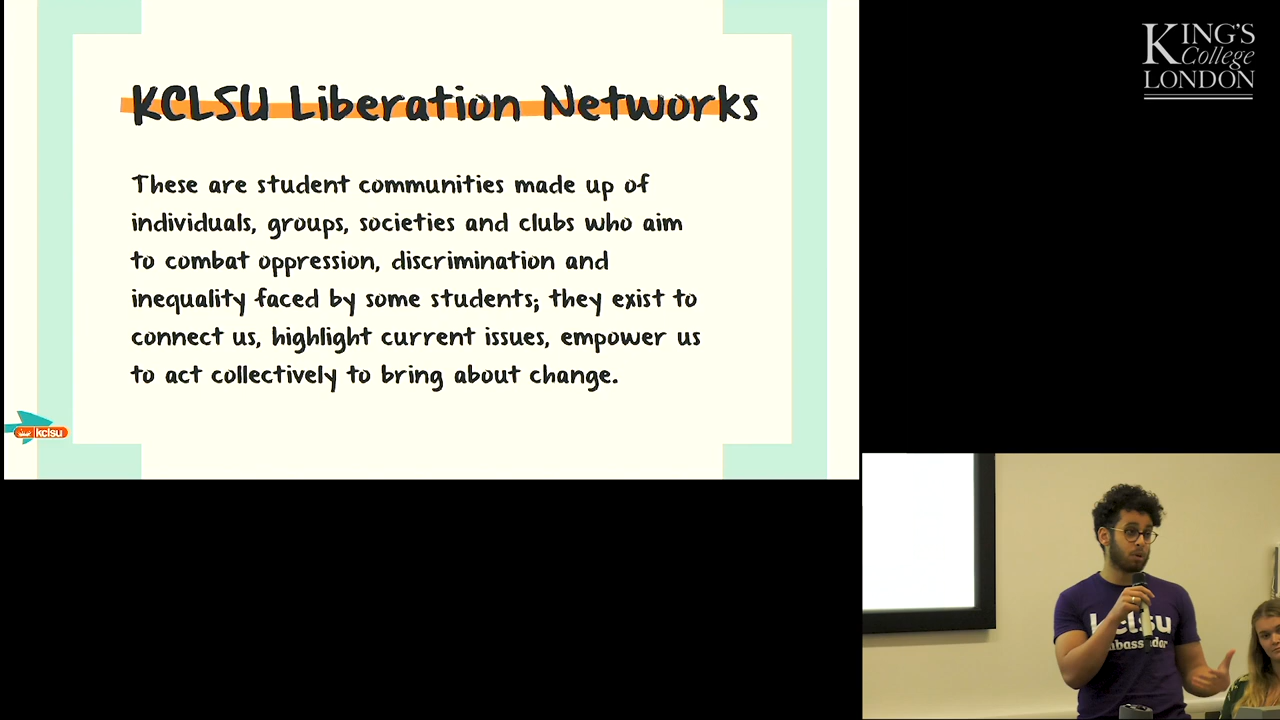 KCLSU Liberation Networks
These are student communities made up of
individuals, groups, societies and clubs who aim
to combat oppression, discrimination and
inequality faced by some students; they exist to
connect us, highlight current issues, empower us
to act collectively to bring about change.
kclsu
KING'S
College
LONDON
kclsu